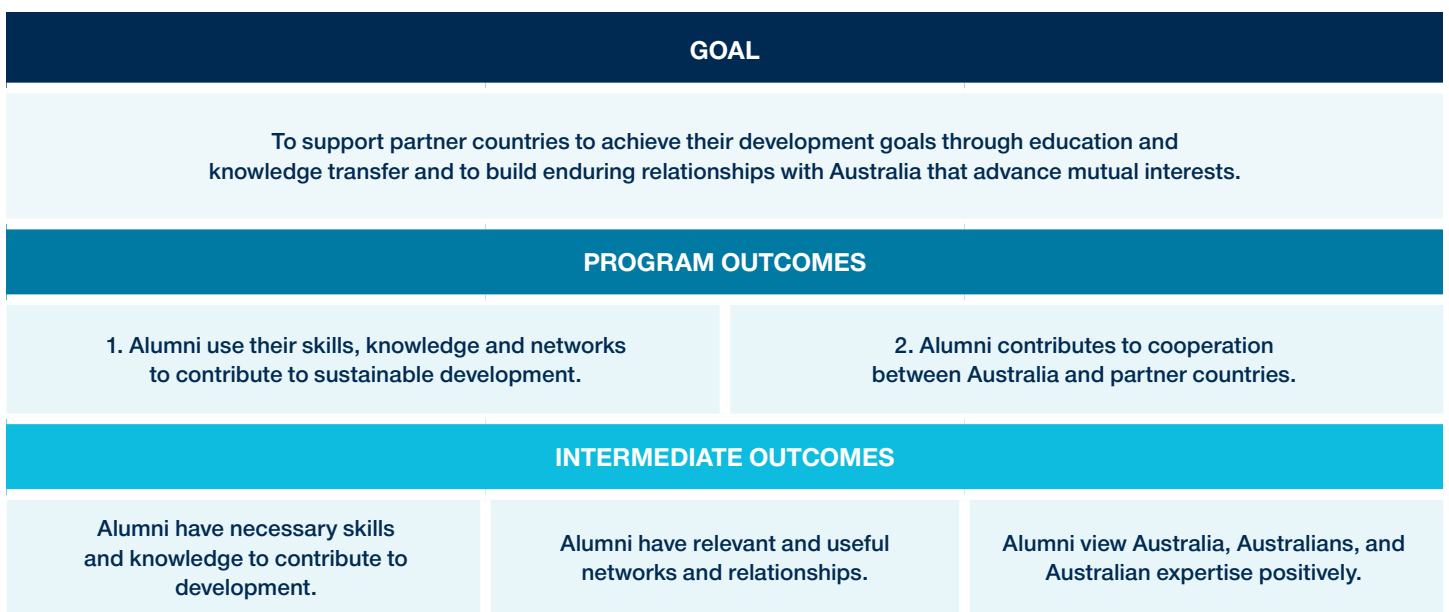 GOAL
To support partner countries to achieve their development goals through education and
knowledge transfer and to build enduring relationships with Australia that advance mutual interests.
PROGRAM OUTCOMES
1. Alumni use their skills, knowledge and networks
to contribute to sustainable development.
2. Alumni contributes to cooperation
between Australia and partner countries.
INTERMEDIATE OUTCOMES
Alumni have necessary skills
and knowledge to contribute to
development.
Alumni have relevant and useful
networks and relationships.
Alumni view Australia, Australians, and
Australian expertise positively.